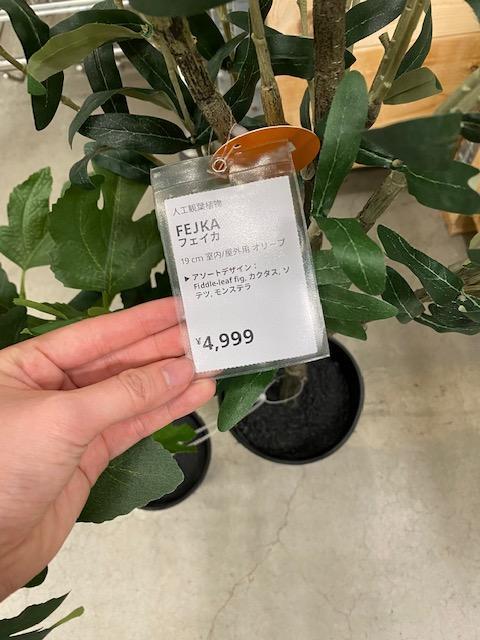 人工観葉植物
FEJKA
フェイカ
19 cm 室内/屋外用 オリーブ
▶ アソートデザイン：
Fiddle-leaf fig, カクタス, ソ
テツ, モンステラ
¥4,999